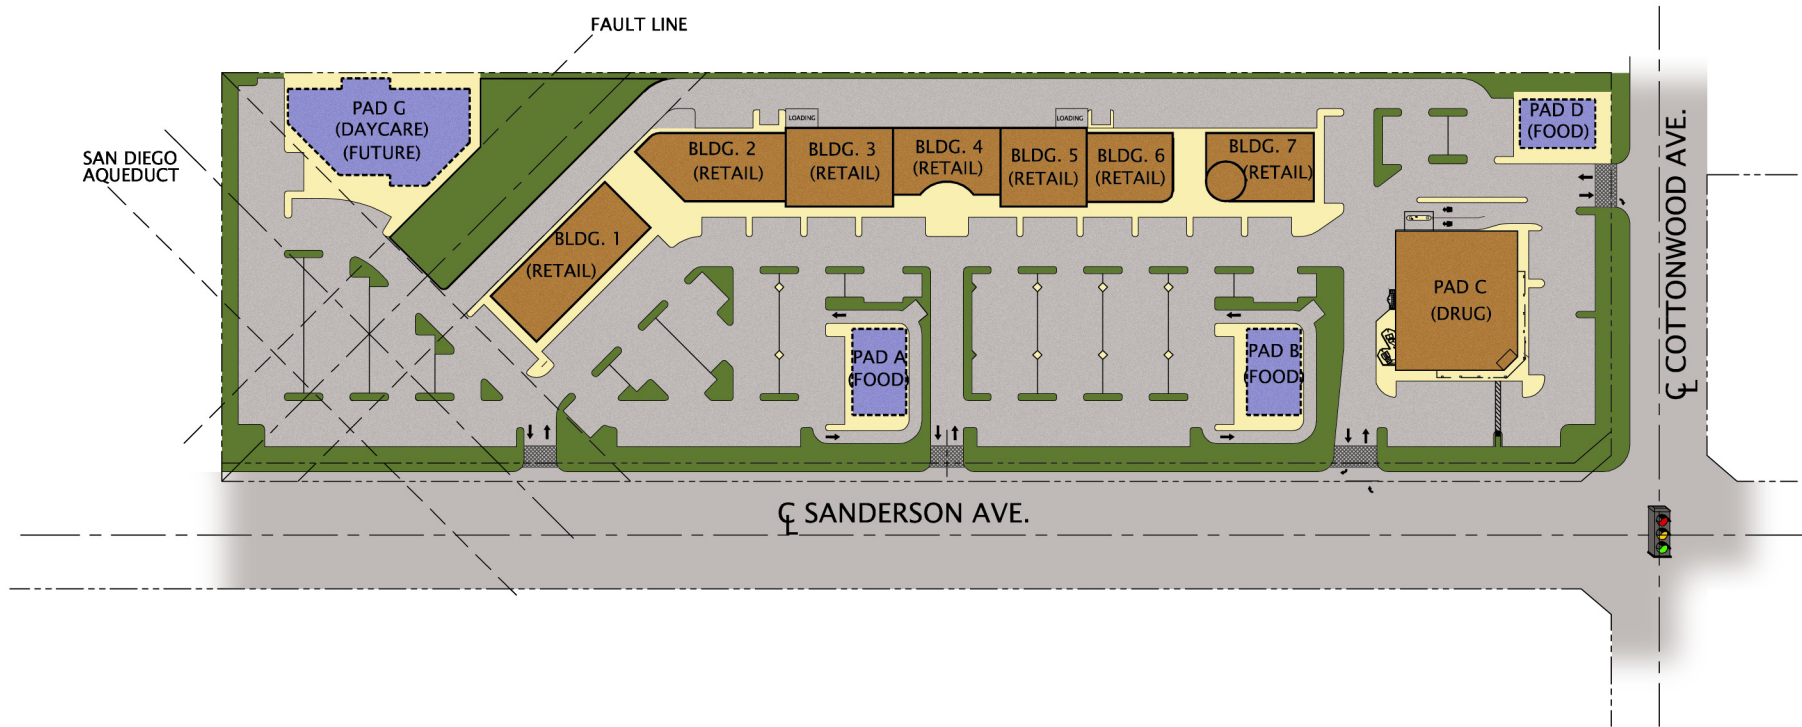 FAULT LINE
SAN DIEGO
AQUEDUCT
PAD G
(DAYCARE)
(FUTURE)
BLDG. 1
(RETAIL)
BLDG. 2
(RETAIL)
LOADING
BLDG. 3
(RETAIL)
BLDG. 4
(RETAIL)
LOADING
BLDG. 5
(RETAIL)
BLDG. 6
(RETAIL)
BLDG. 7
(RETAIL)
PAD D
(FOOD)
PAD A
(FOOD)
PAD B
(FOOD)
PAD C
(DRUG)
CL COTTONWOOD AVE.
CL SANDERSON AVE.